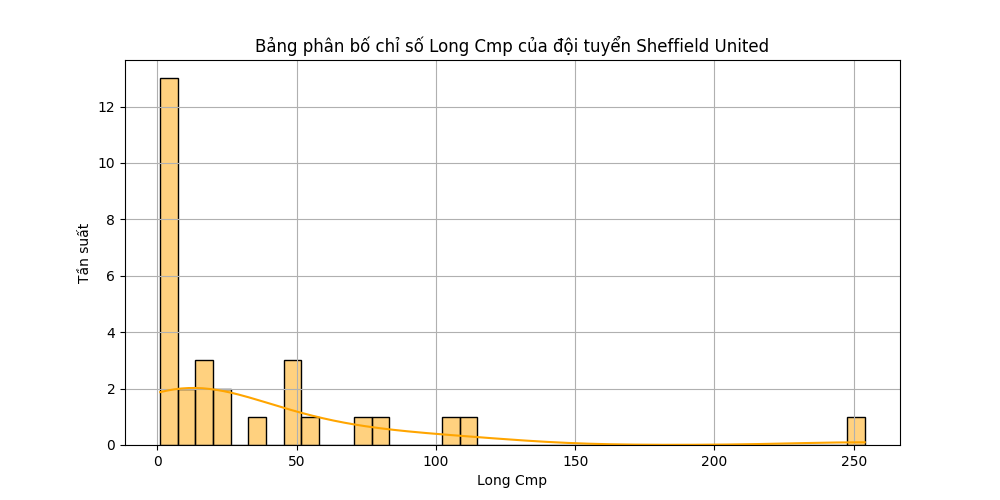 Bảng phân bố chỉ số Long Cmp của đội tuyển Sheffield United
Tần suất
12
10
8
6
4
2
0
0 50 100 150 200 250
Long Cmp